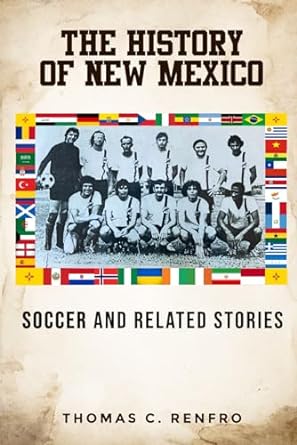 THE HISTORY
OF NEW MEXICO
SOCCER AND RELATED STORIES
THOMAS C. RENFRO